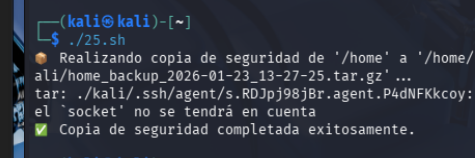 ┌──(kali㉿kali)-[~]
└─$ ./25.sh
📦 Realizando copia de seguridad de '/home' a '/home/
ali/home_backup_2026-01-23_13-27-25.tar.gz'...
tar: ./kali/.ssh/agent/s.RDJpj98jBr.agent.P4dNFKkcoy:
el `socket' no se tendrá en cuenta
✅ Copia de seguridad completada exitosamente.